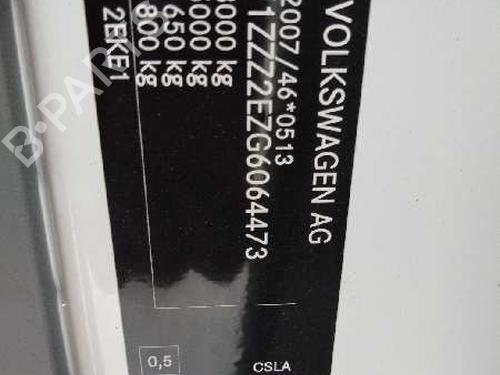 VOLKSWAGEN AG
2007/46*0513
1ZZZ2EZG6064473
000 kg
000 kg
650 kg
800 kg
2EKE1
0,5
CSLA
B-PARTS